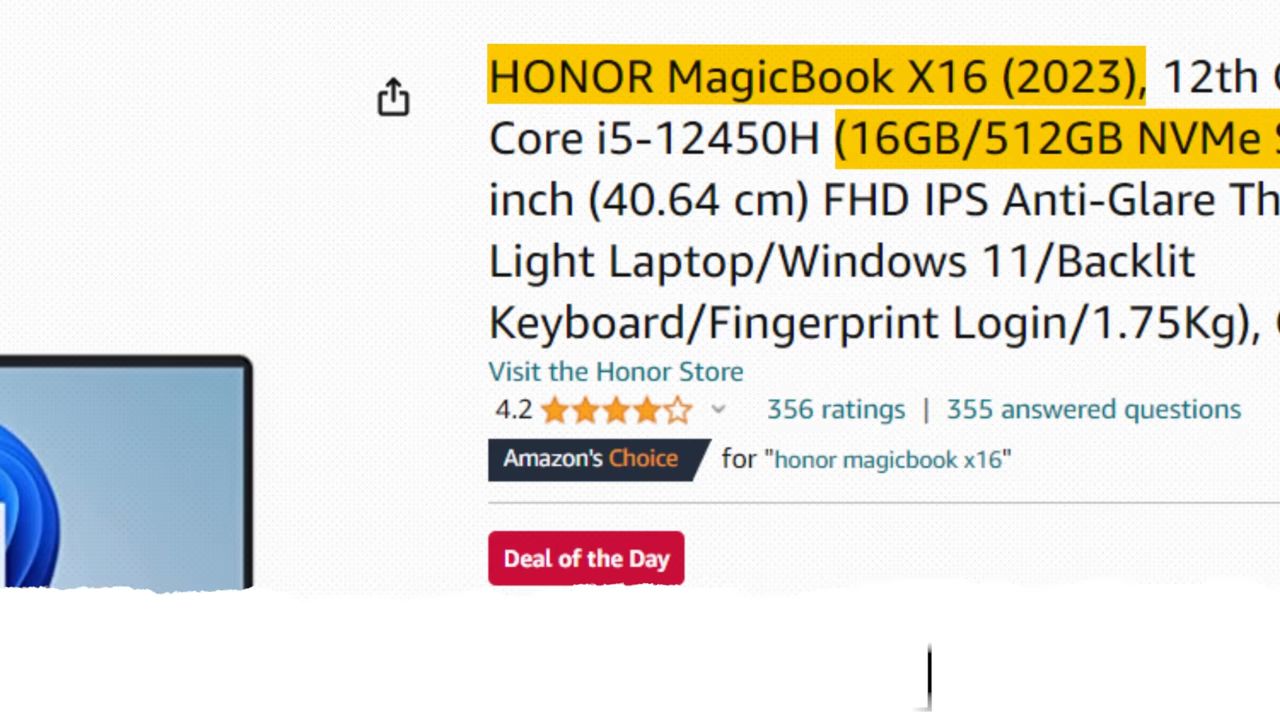 HONOR MagicBook X16 (2023), 12th
Core i5-12450H (16GB/512GB NVMe
inch (40.64 cm) FHD IPS Anti-Glare Th
Light Laptop/Windows 11/Backlit
Keyboard/Fingerprint Login/1.75Kg),
Visit the Honor Store
4.2 356 ratings | 355 answered questions
Amazon's Choice for "honor magicbook x16"
Deal of the Day